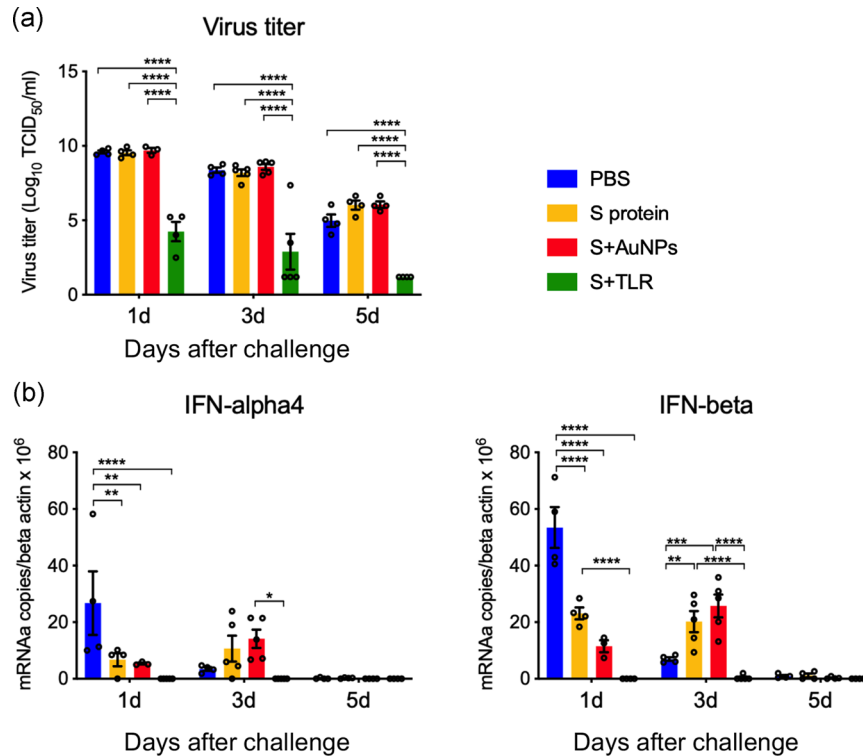 (a)
Virus titer
Virus titer (Log10 TCID50/ml)
15
10
5
0
****
****
****
****
****
****
****
****
****
1d 3d 5d
Days after challenge
PBS
S protein
S+AuNPs
S+TLR
(b)
IFN-alpha4
mRNAa copies/beta actin x 10^6
80
60
40
20
0
****
**
**
*
1d 3d 5d
Days after challenge
IFN-beta
mRNAa copies/beta actin x 10^6
80
60
40
20
0
****
****
****
****
*** ****
** ****
1d 3d 5d
Days after challenge